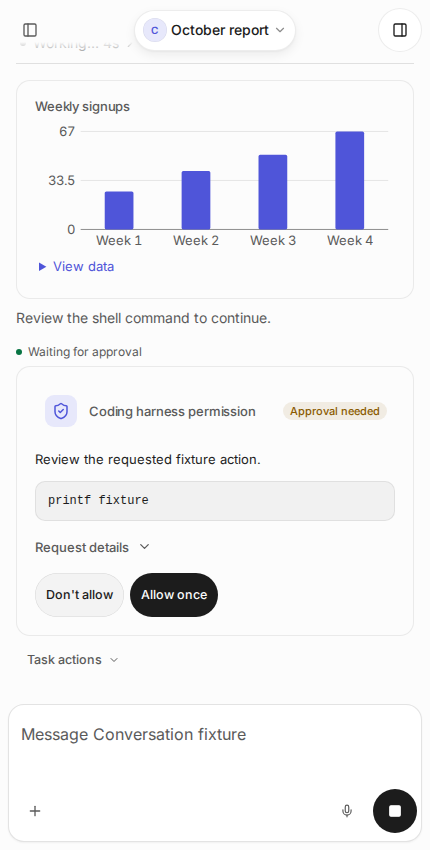 C October report
Working... 4s
Weekly signups
67
33.5
0
Week 1 Week 2 Week 3 Week 4
View data
Review the shell command to continue.
Waiting for approval
Coding harness permission Approval needed
Review the requested fixture action.
printf fixture
Request details
Don't allow Allow once
Task actions
Message Conversation fixture